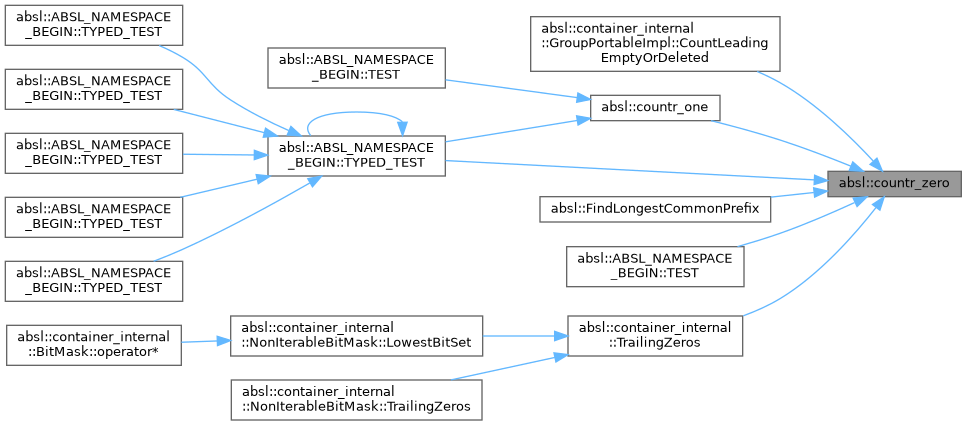 absl::ABSL_NAMESPACE
_BEGIN::TYPED_TEST
absl::ABSL_NAMESPACE
_BEGIN::TYPED_TEST
absl::ABSL_NAMESPACE
_BEGIN::TYPED_TEST
absl::ABSL_NAMESPACE
_BEGIN::TYPED_TEST
absl::ABSL_NAMESPACE
_BEGIN::TYPED_TEST
absl::container_internal
::BitMask::operator*
absl::ABSL_NAMESPACE
_BEGIN::TEST
absl::ABSL_NAMESPACE
_BEGIN::TYPED_TEST
absl::container_internal
::NonIterableBitMask::LowestBitSet
absl::container_internal
::NonIterableBitMask::TrailingZeros
absl::container_internal
::GroupPortableImpl::CountLeading
EmptyOrDeleted
absl::countr_one
absl::FindLongestCommonPrefix
absl::ABSL_NAMESPACE
_BEGIN::TEST
absl::container_internal
::TrailingZeros
absl::countr_zero